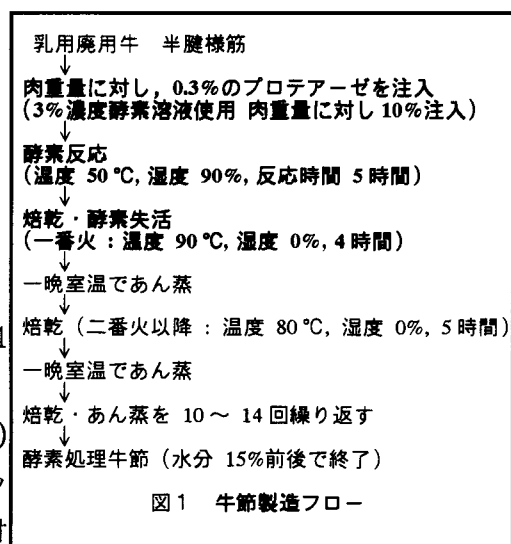 乳用廃用牛 半腱様筋
↓
肉重量に対し,0.3%のプロテアーゼを注入
(3%濃度酵素溶液使用 肉重量に対し10%注入)
↓
酵素反応
(温度 50℃,湿度 90%,反応時間 5時間)
↓
焙乾・酵素失活
(一番火:温度 90℃,湿度 0%,4時間)
↓
一晩室温であん蒸
↓
焙乾(二番火以降:温度 80℃,湿度 0%,5時間)
↓
一晩室温であん蒸
↓
焙乾・あん蒸を 10~14回繰り返す
↓
酵素処理牛節(水分 15%前後で終了)
図1 牛節製造フロー